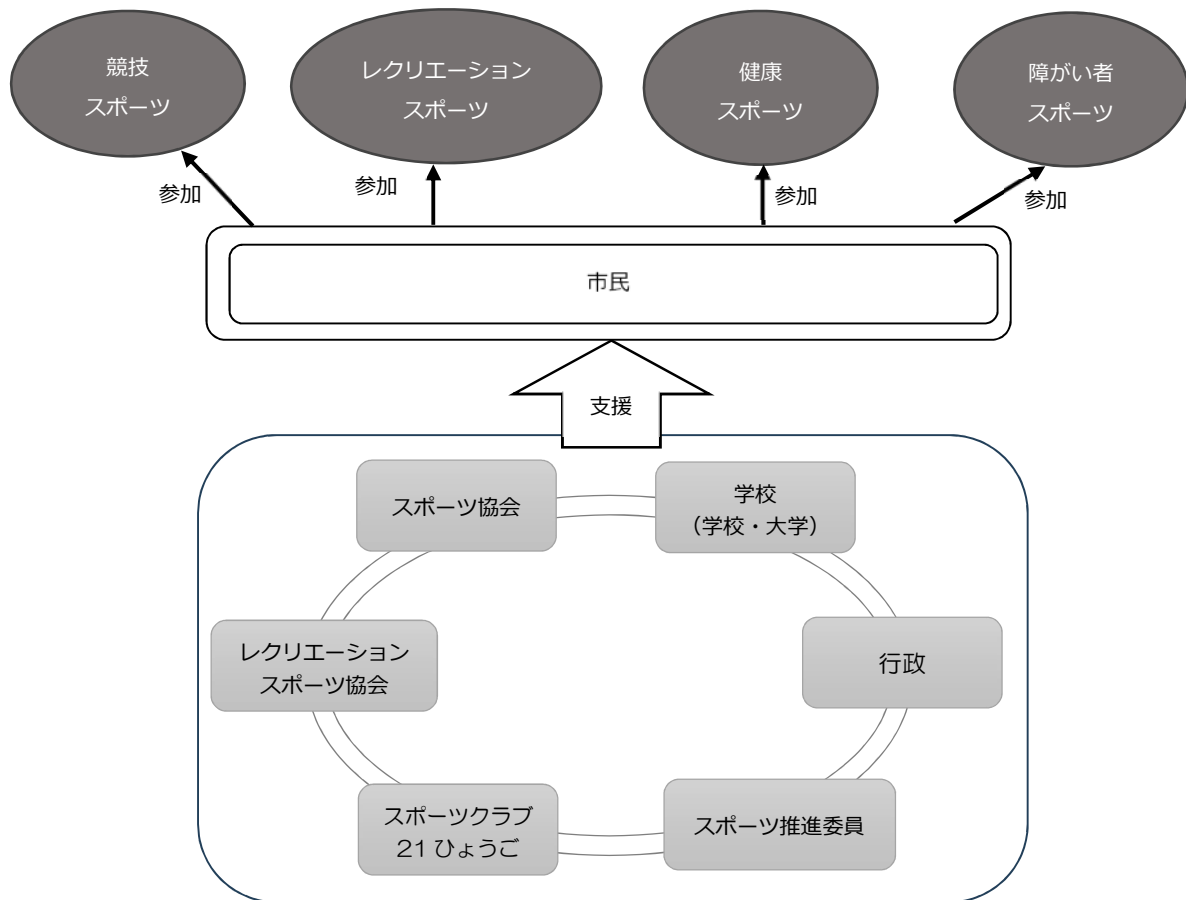 競技
スポーツ
レクリエーション
スポーツ
健康
スポーツ
障がい者
スポーツ
参加
参加
参加
参加
市民
支援
スポーツ協会
学校
（学校・大学）
レクリエーション
スポーツ協会
行政
スポーツクラブ
21 ひょうご
スポーツ推進委員